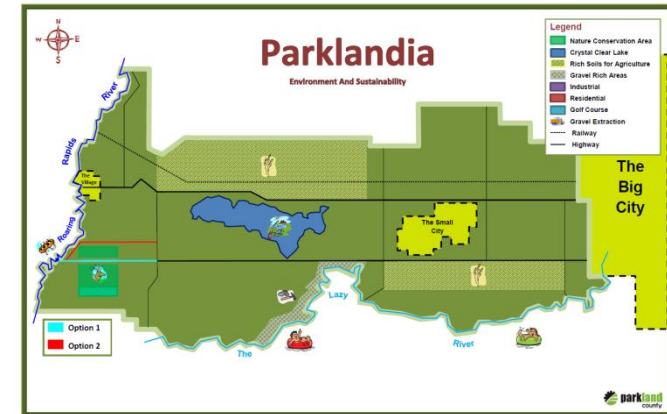 N
W
E
S
Parklandia
Environment And Sustainability
Legend
Nature Conservation Area
Crystal Clear Lake
Rich Soils for Agriculture
Gravel Rich Areas
Industrial
Residential
Golf Course
Gravel Extraction
Railway
Highway
Roaring
Rapids
River
The
Village
The Small
City
The
Big
City
Option 1
Option 2
The
Lazy
River
parkland
county